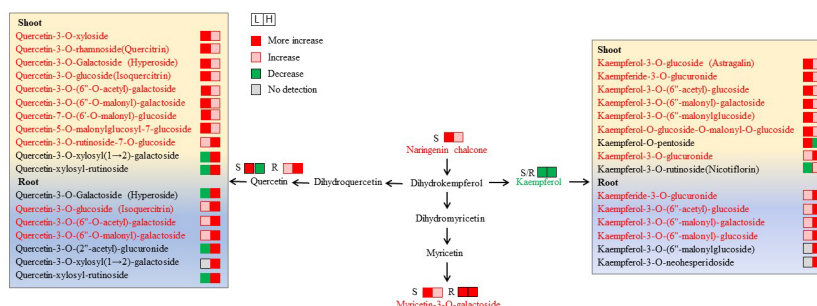 Shoot
Quercetin-3-O-xyloside
Quercetin-3-O-rhamnoside(Quercitrin)
Quercetin-3-O-Galactoside (Hyperoside)
Quercetin-3-O-glucoside(Isoquercitrin)
Quercetin-3-O-(6"-O-acetyl)-galactoside
Quercetin-3-O-(6"-O-malonyl)-galactoside
Quercetin-7-O-(6'-O-malonyl)-glucoside
Quercetin-5-O-malonylglucosyl-7-glucoside
Quercetin-3-O-rutinoside-7-O-glucoside
Quercetin-3-O-xylosyl(1→2)-galactoside
Quercetin-xylosyl-rutinoside
Root
Quercetin-3-O-Galactoside (Hyperoside)
Quercetin-3-O-glucoside (Isoquercitrin)
Quercetin-3-O-(6"-O-acetyl)-galactoside
Quercetin-3-O-(6"-O-malonyl)-galactoside
Quercetin-3-O-(2"-acetyl)-glucuronide
Quercetin-3-O-xylosyl(1→2)-galactoside
Quercetin-xylosyl-rutinoside
L H
More increase
Increase
Decrease
No detection
S
Naringenin chalcone
S R
Quercetin
Dihydroquercetin
Dihydrokempferol
S/R
Kaempferol
Dihydromyricetin
Myricetin
S R
Myricetin-3-O-galactoside
Shoot
Kaempferol-3-O-glucoside (Astragalin)
Kaempferide-3-O-glucuronide
Kaempferol-3-O-(6"-acetyl)-glucoside
Kaempferol-3-O-(6"-malonyl)-galactoside
Kaempferol-3-O-(6"-malonylglucoside)
Kaempferol-O-glucoside-O-malonyl-O-glucoside
Kaempferol-O-pentoside
Kaempferol-3-O-glucuronide
Kaempferol-3-O-rutinoside(Nicotiflorin)
Root
Kaempferide-3-O-glucuronide
Kaempferol-3-O-(6"-acetyl)-glucoside
Kaempferol-3-O-(6"-malonyl)-galactoside
Kaempferol-3-O-(6"-malonyl)-glucoside
Kaempferol-3-O-(6"-malonylglucoside)
Kaempferol-3-O-neohesperidoside